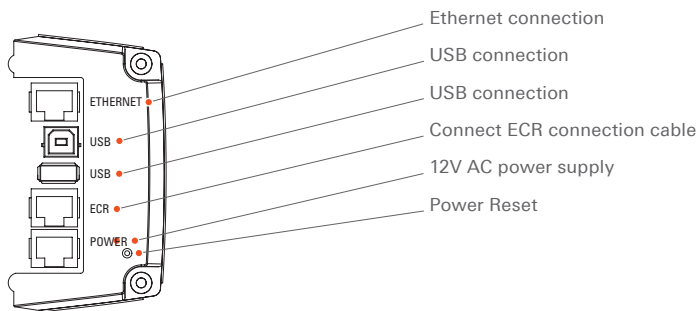 Ethernet connection
USB connection
USB connection
Connect ECR connection cable
12V AC power supply
Power Reset
ETHERNET
USB
USB
ECR
POWER